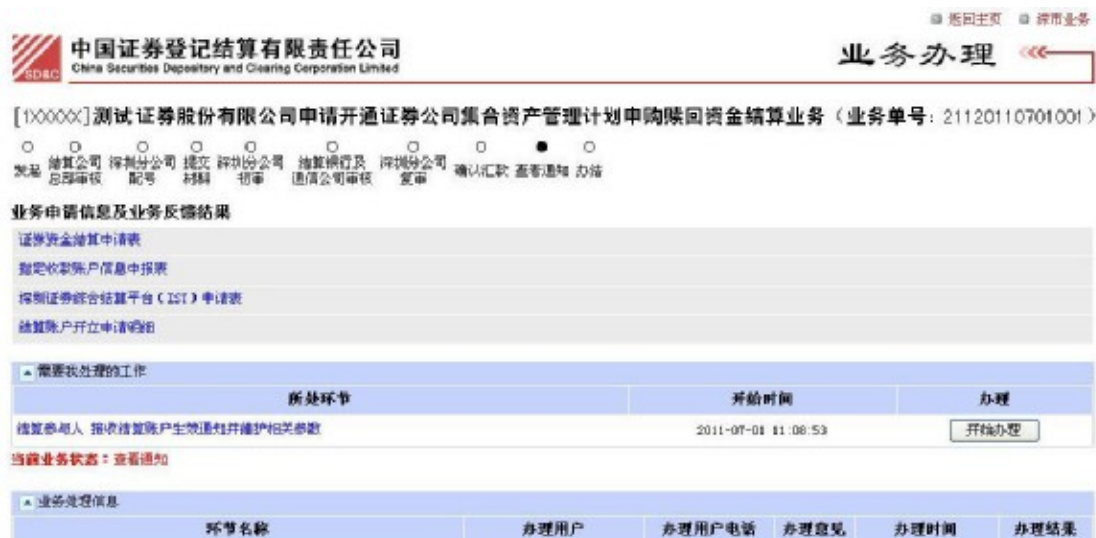 返回主页 深市业务
中国证券登记结算有限责任公司
China Securities Depository and Clearing Corporation Limited
SD&C
业务办理
[1XXXXX]测试证券股份有限公司申请开通证券公司集合资产管理计划申购赎回资金结算业务（业务单号：21120110701001）
发起 结算公司总部审核 深圳分公司配号 提交材料 深圳分公司初审 结算银行及通信公司审核 深圳分公司复审 确认汇款 查看通知 办结
业务申请信息及业务反馈结果
证券资金结算申请表
指定收款账户信息申报表
深圳证券综合结算平台（IST）申请表
结算账户开立申请明细
需要我处理的工作
所处环节 开始时间 办理
结算参与人 接收结算账户生效通知并维护相关参数 2011-07-01 11:08:53 开始办理
当前业务状态：查看通知
业务处理信息
环节名称 办理用户 办理用户电话 办理意见 办理时间 办理结果